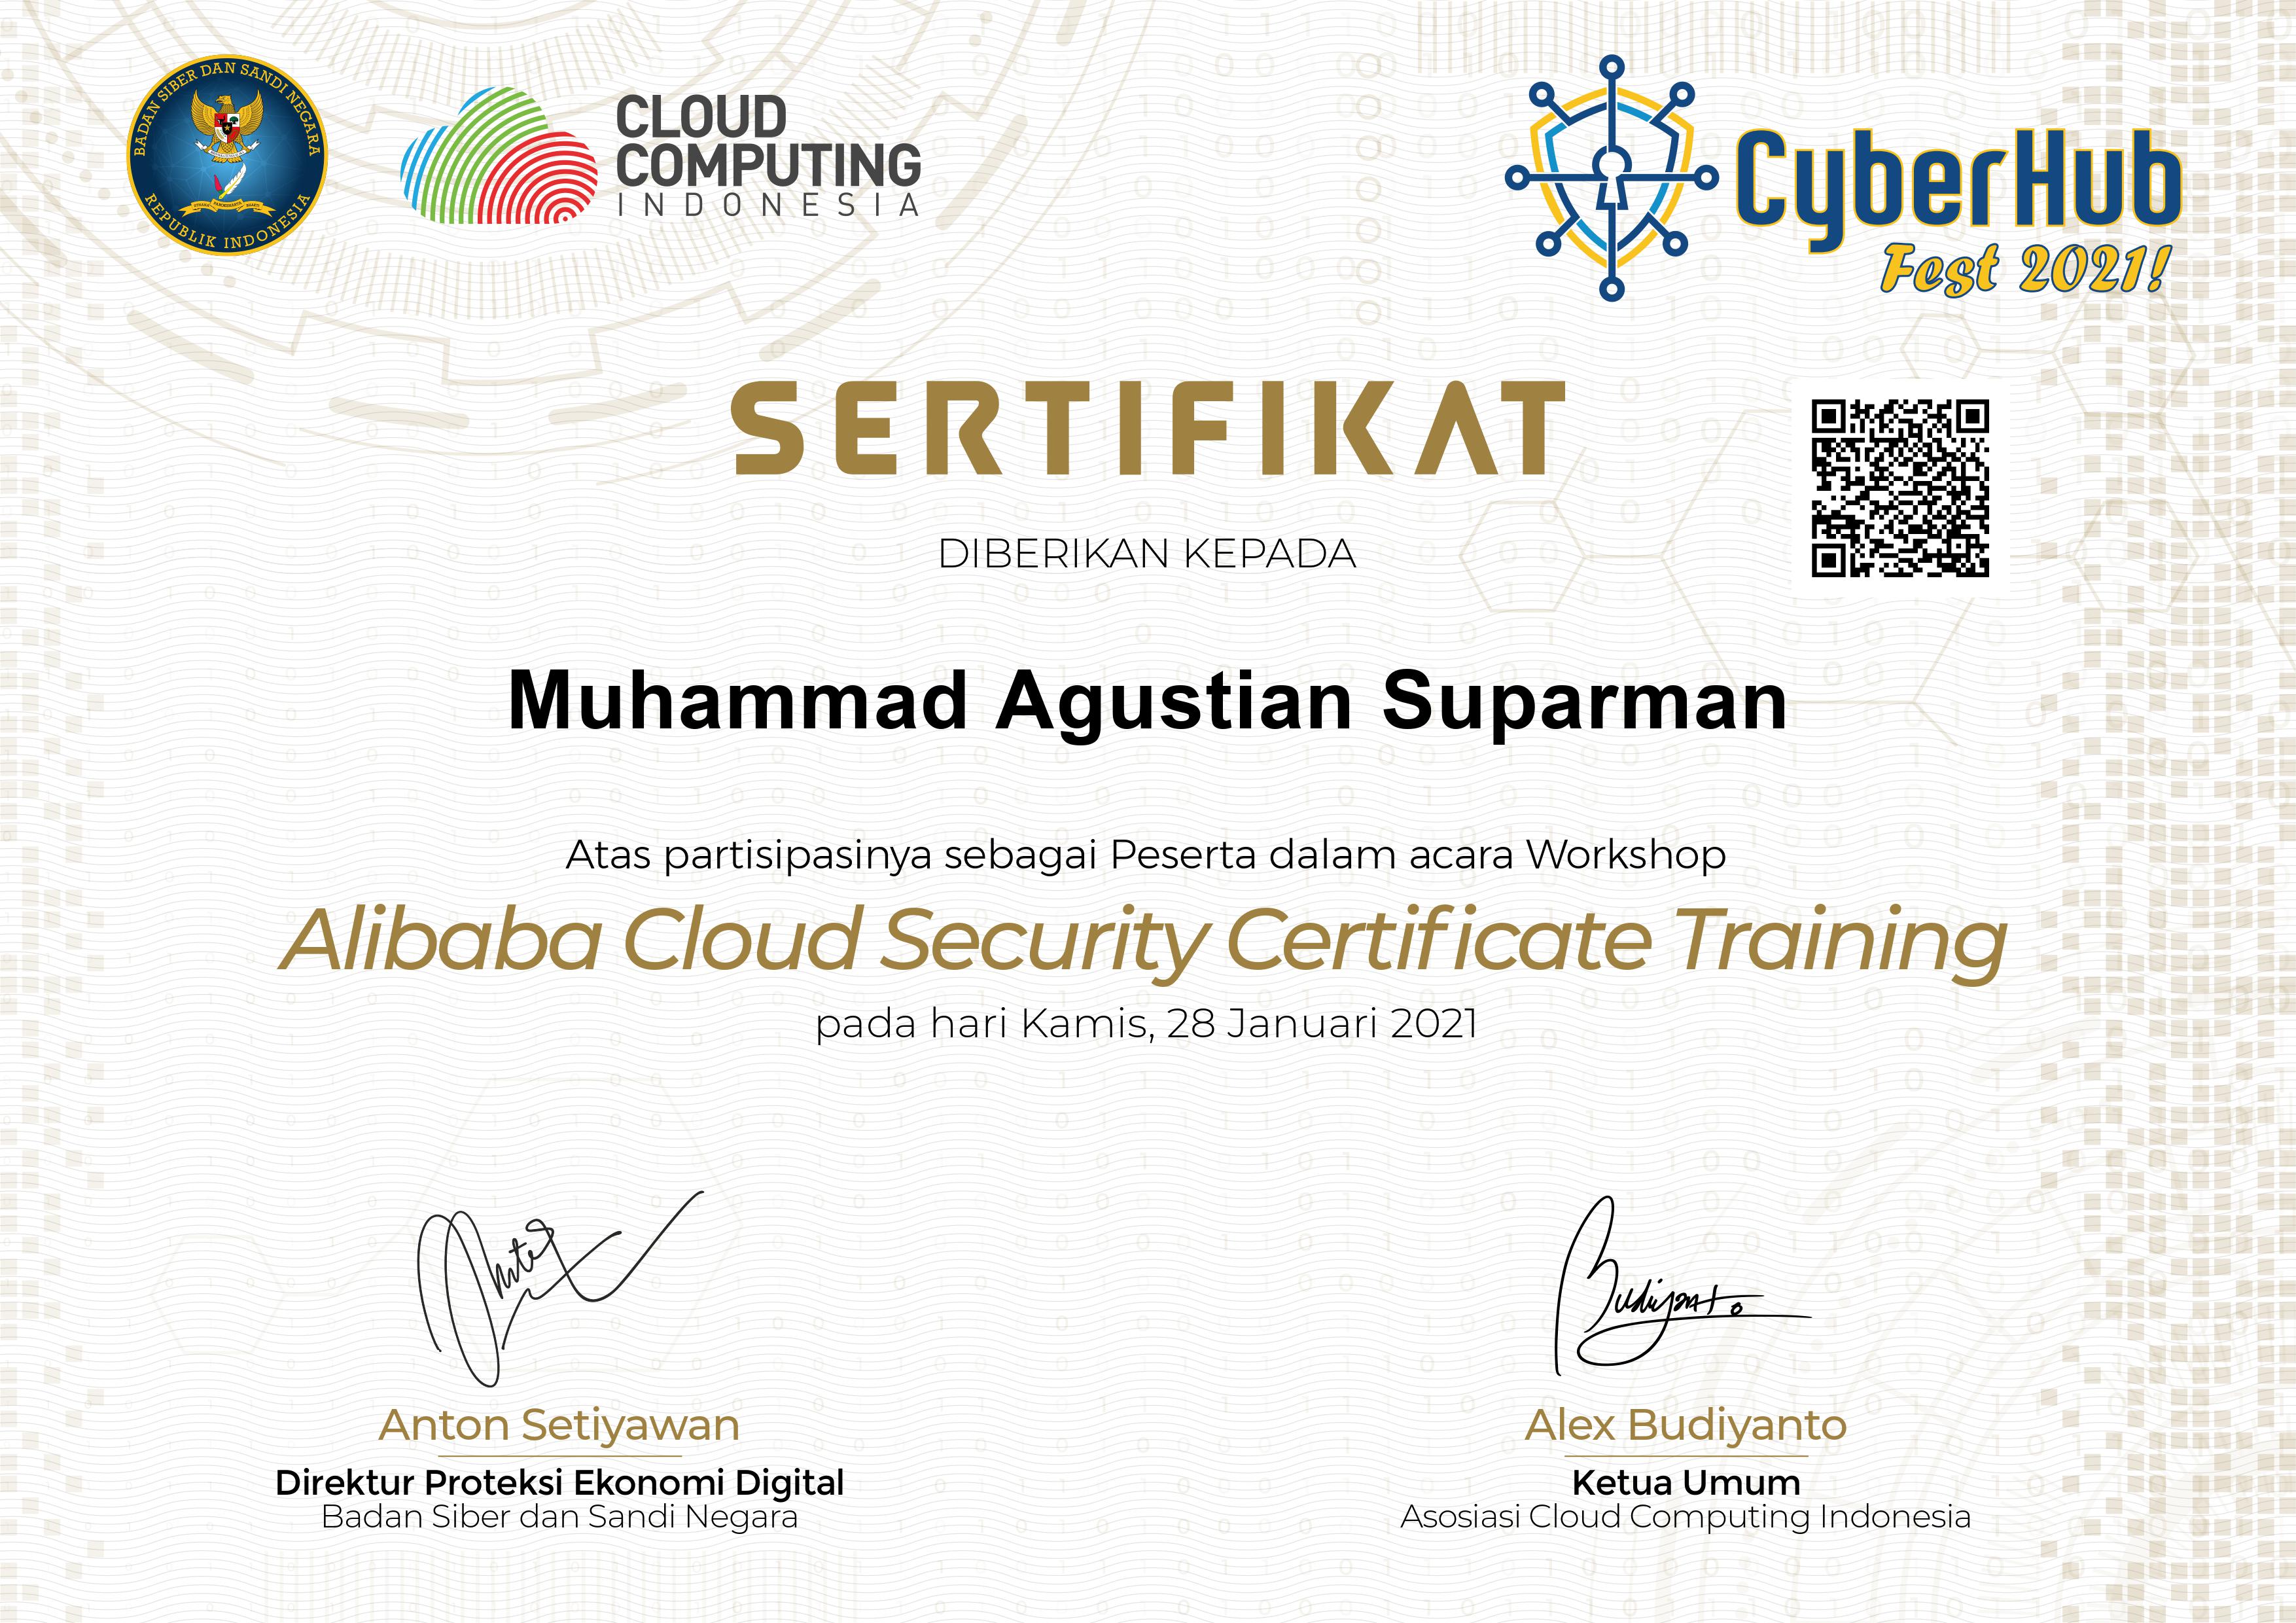 BADAN SIBER DAN SANDI NEGARA
REPUBLIK INDONESIA
CLOUD
COMPUTING
INDONESIA
CyberHub
Fest 2021!
SERTIFIKAT
DIBERIKAN KEPADA
Muhammad Agustian Suparman
Atas partisipasinya sebagai Peserta dalam acara Workshop
Alibaba Cloud Security Certificate Training
pada hari Kamis, 28 Januari 2021
Budiyanto
Anton Setiyawan
Direktur Proteksi Ekonomi Digital
Badan Siber dan Sandi Negara
Alex Budiyanto
Ketua Umum
Asosiasi Cloud Computing Indonesia